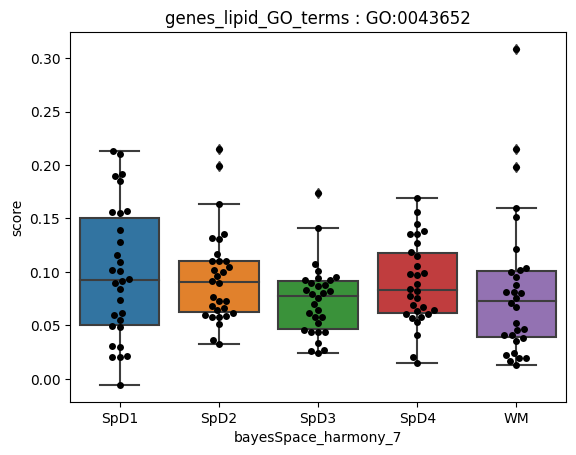 genes_lipid_GO_terms : GO:0043652
score
0.30
0.25
0.20
0.15
0.10
0.05
0.00
SpD1 SpD2 SpD3 SpD4 WM
bayesSpace_harmony_7